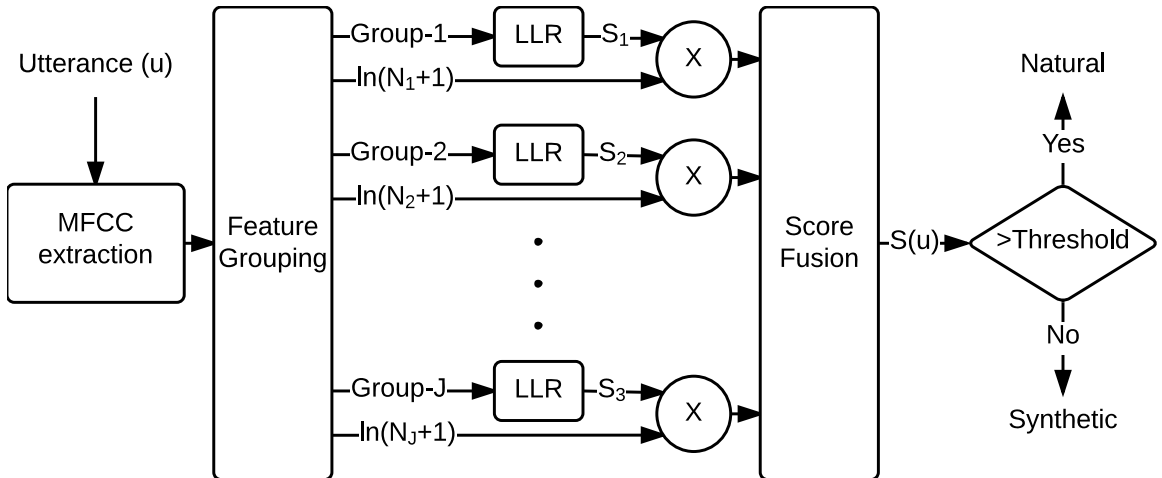 Utterance (u)
MFCC
extraction
Feature
Grouping
Group-1
LLR
S₁
X
ln(N₁+1)
Group-2
LLR
S₂
X
ln(N₂+1)
Group-J
LLR
S₃
X
ln(N_J+1)
Score
Fusion
S(u)
>Threshold
Yes
Natural
No
Synthetic